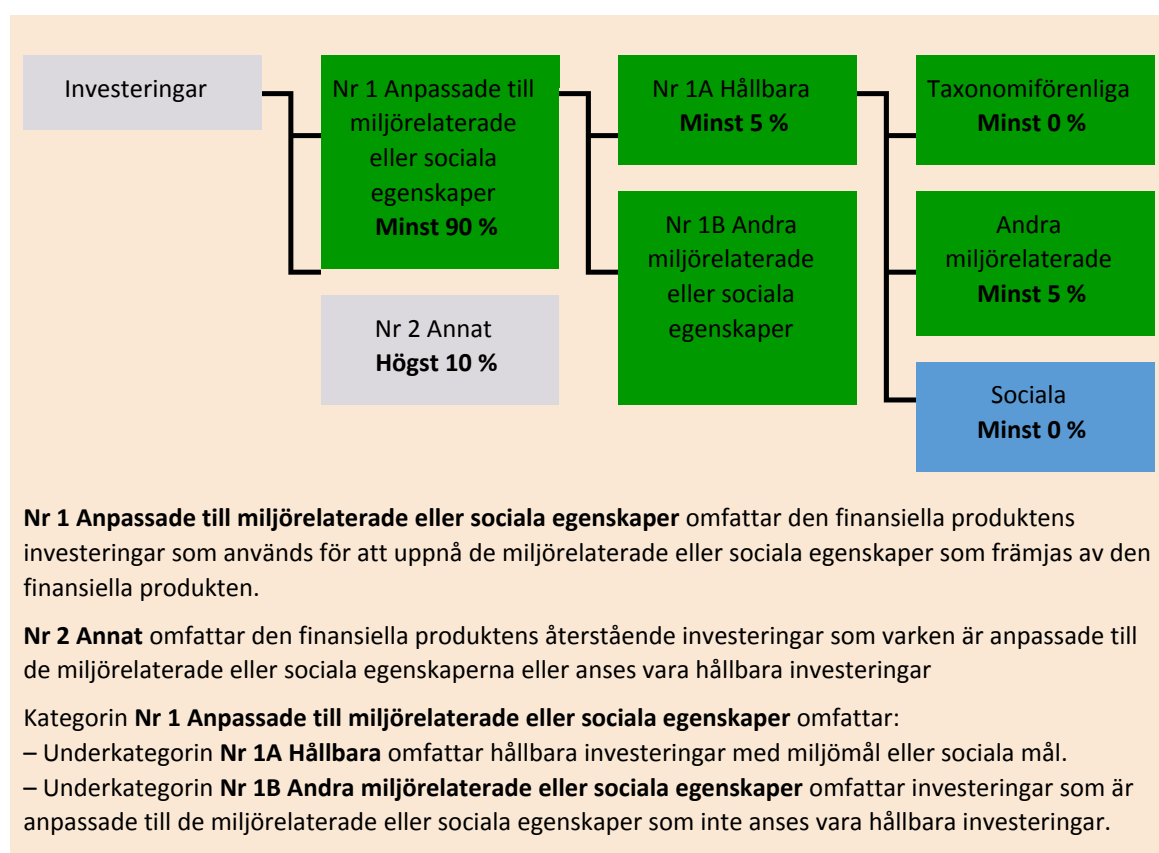 Investeringar
Nr 1 Anpassade till
miljörelaterade
eller sociala
egenskaper
Minst 90 %
Nr 2 Annat
Högst 10 %
Nr 1A Hållbara
Minst 5 %
Nr 1B Andra
miljörelaterade
eller sociala
egenskaper
Taxonomiförenliga
Minst 0 %
Andra
miljörelaterade
Minst 5 %
Sociala
Minst 0 %
Nr 1 Anpassade till miljörelaterade eller sociala egenskaper omfattar den finansiella produktens
investeringar som används för att uppnå de miljörelaterade eller sociala egenskaper som främjas av den
finansiella produkten.
Nr 2 Annat omfattar den finansiella produktens återstående investeringar som varken är anpassade till
de miljörelaterade eller sociala egenskaperna eller anses vara hållbara investeringar
Kategorin Nr 1 Anpassade till miljörelaterade eller sociala egenskaper omfattar:
– Underkategorin Nr 1A Hållbara omfattar hållbara investeringar med miljömål eller sociala mål.
– Underkategorin Nr 1B Andra miljörelaterade eller sociala egenskaper omfattar investeringar som är
anpassade till de miljörelaterade eller sociala egenskaper som inte anses vara hållbara investeringar.